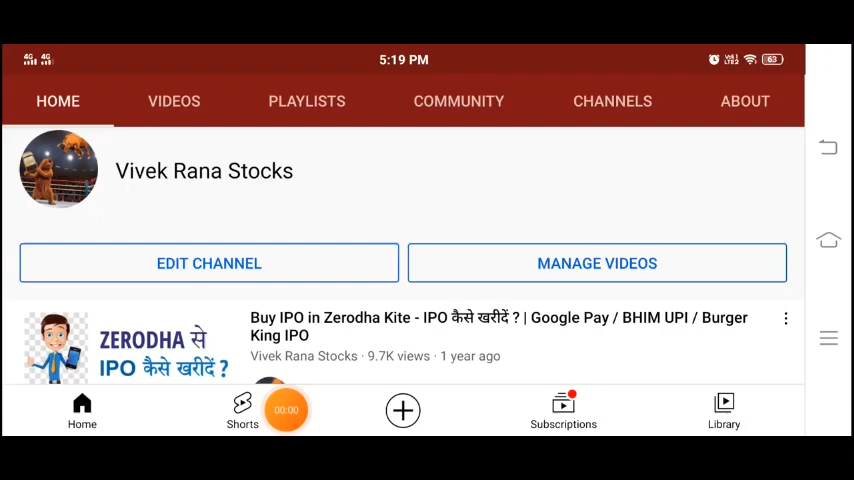 4G 4G
5:19 PM
63
HOME VIDEOS PLAYLISTS COMMUNITY CHANNELS ABOUT
Vivek Rana Stocks
EDIT CHANNEL MANAGE VIDEOS
ZERODHA से
IPO कैसे खरीदें ?
Buy IPO in Zerodha Kite - IPO कैसे खरीदें ? | Google Pay / BHIM UPI / Burger
King IPO
Vivek Rana Stocks · 9.7K views · 1 year ago
00:00
Home Shorts Subscriptions Library